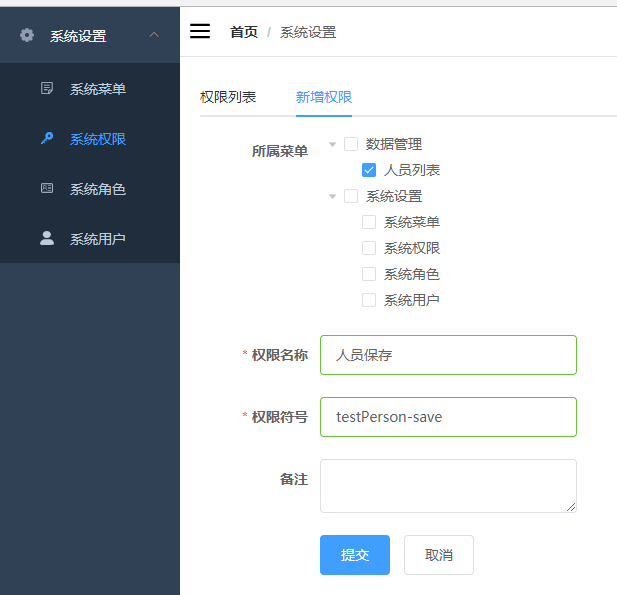 系统设置
系统菜单
系统权限
系统角色
系统用户
首页 / 系统设置
权限列表 新增权限
所属菜单
数据管理
人员列表
系统设置
系统菜单
系统权限
系统角色
系统用户
* 权限名称 人员保存
* 权限符号 testPerson-save
备注
提交 取消